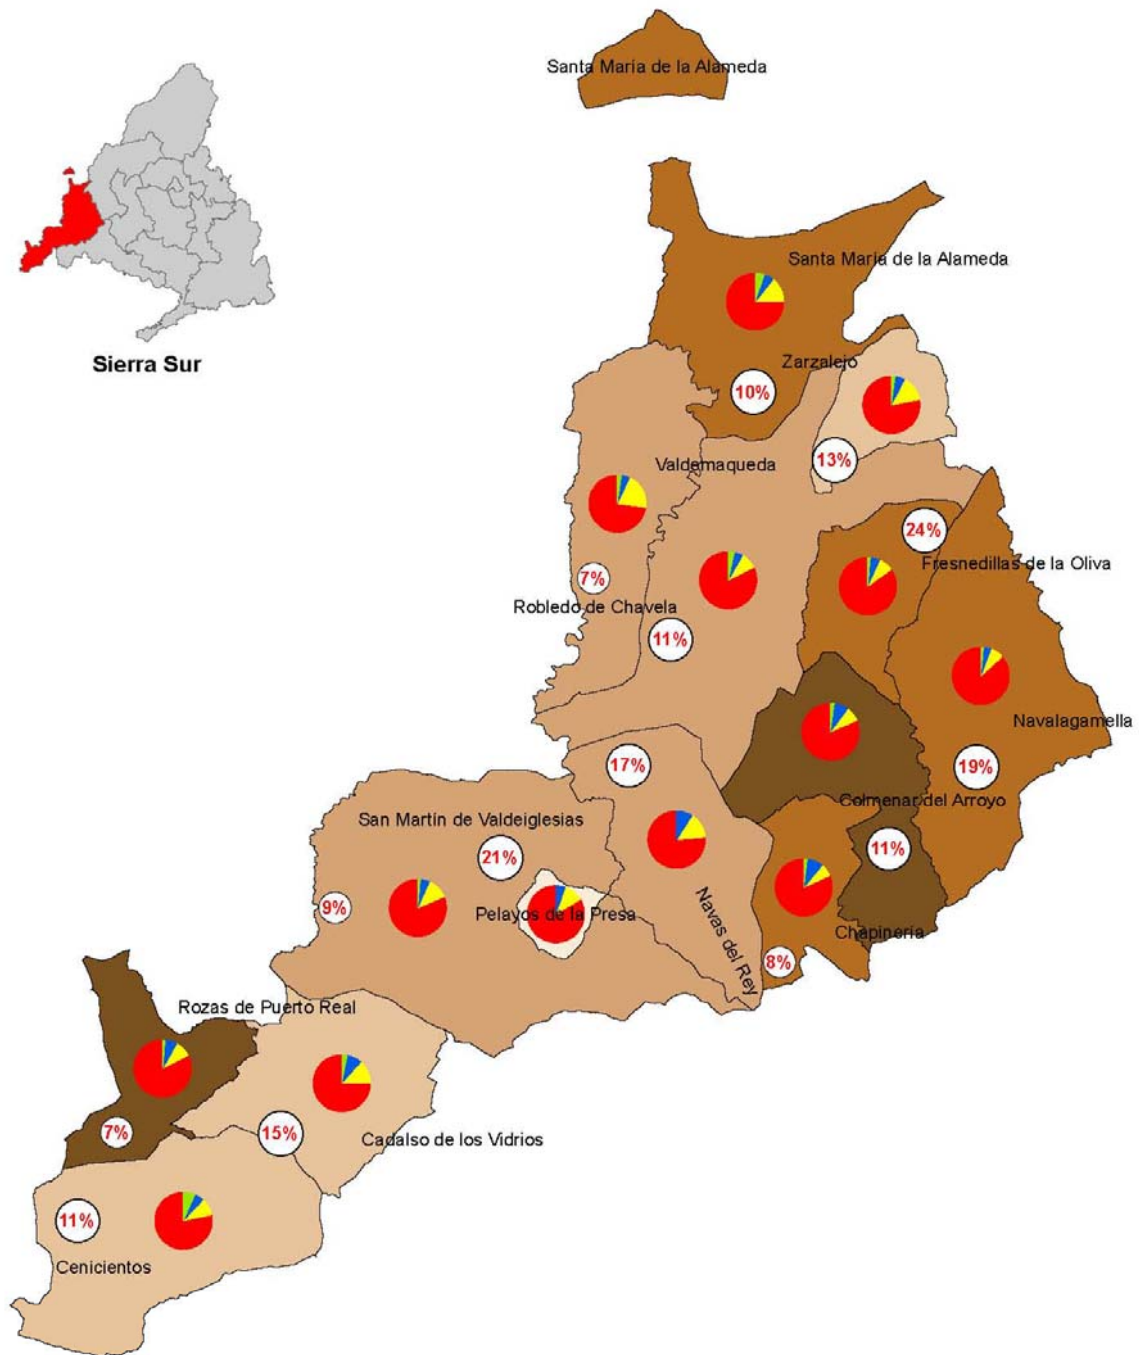 Santa María de la Alameda
Sierra Sur
Santa María de la Alameda
Zarzalejo
10%
13%
Valdemaqueda
24%
Fresnedillas de la Oliva
7%
Robledo de Chavela
11%
Navalagamella
17%
19%
Colmenar del Arroyo
San Martín de Valdeiglesias
11%
21%
9%
Pelayos de la Presa
Navas del Rey
Chapinería
8%
Rozas de Puerto Real
7%
15%
Cadalso de los Vidrios
11%
Cenicientos